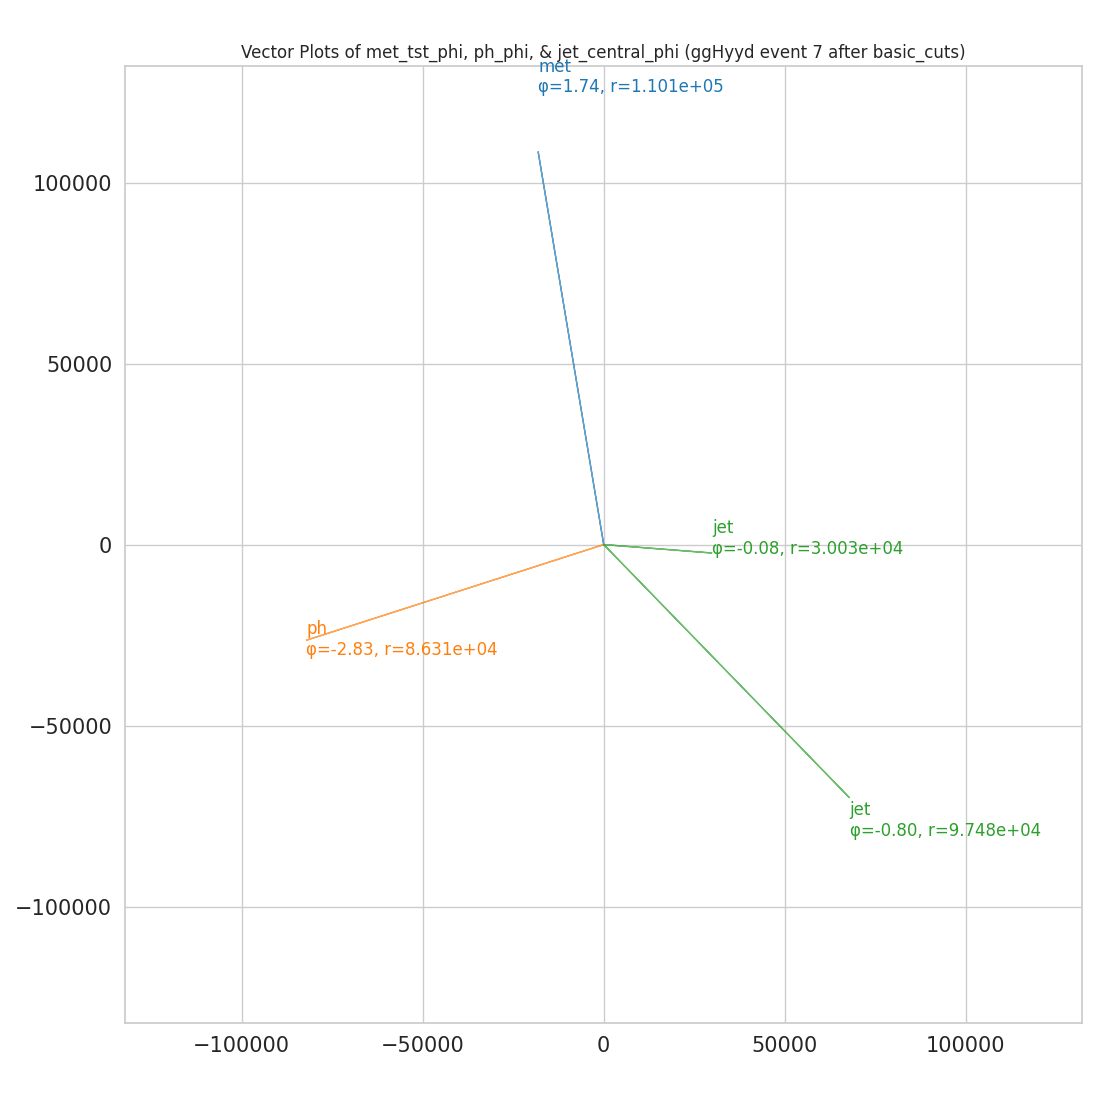 Vector Plots of met_tst_phi, ph_phi, & jet_central_phi (ggHyyd event 7 after basic_cuts)
met
φ=1.74, r=1.101e+05
100000
50000
jet
0
φ=-0.08, r=3.003e+04
ph
φ=-2.83, r=8.631e+04
−50000
jet
φ=-0.80, r=9.748e+04
−100000
−100000
−50000
0
50000
100000